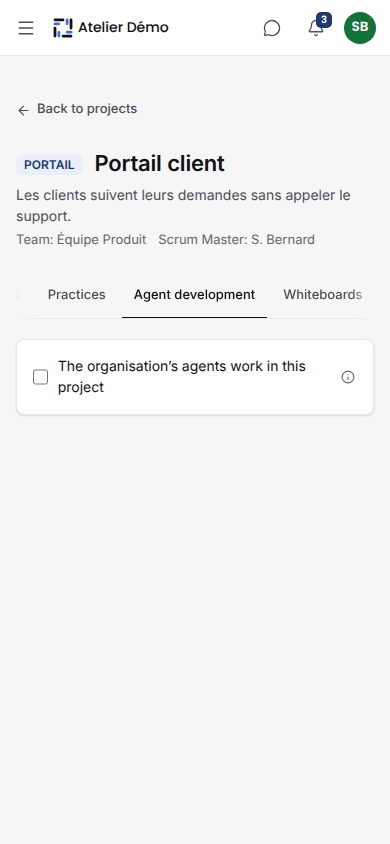 Atelier Démo
3
SB
Back to projects
PORTAIL Portail client
Les clients suivent leurs demandes sans appeler le
support.
Team: Équipe Produit Scrum Master: S. Bernard
Practices Agent development Whiteboards
The organisation’s agents work in this
project